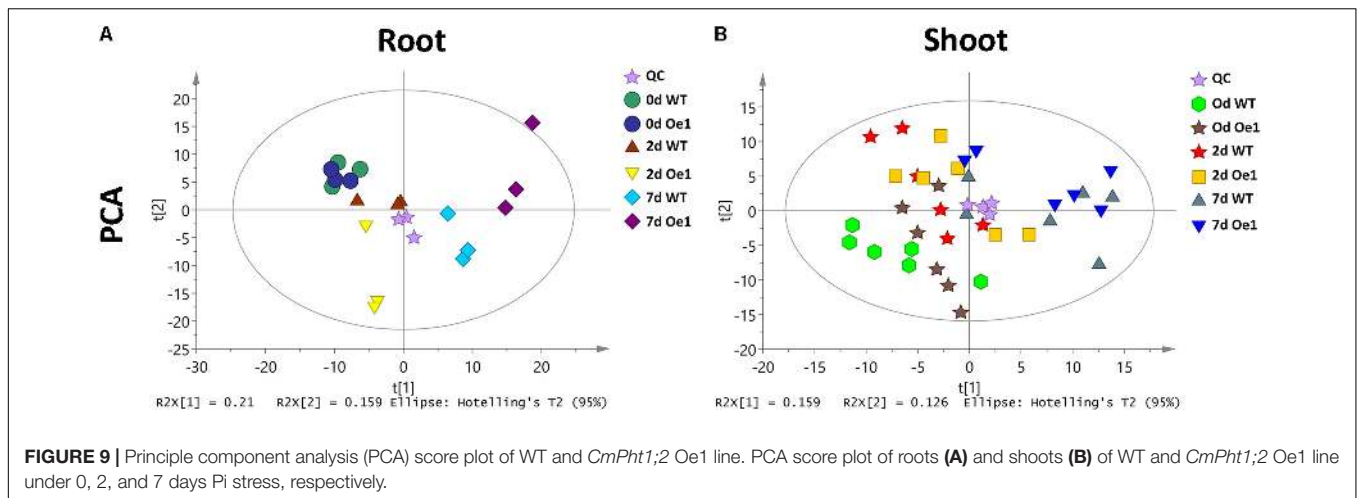 A
Root
PCA
t[2]
20
15
10
5
0
-5
-10
-15
-20
-25
-30
-20
-10
0
10
20
t[1]
R2X[1] = 0.21 R2X[2] = 0.159 Ellipse: Hotelling's T2 (95%)
QC
0d WT
0d Oe1
2d WT
2d Oe1
7d WT
7d Oe1
B
Shoot
t[2]
15
10
5
0
-5
-10
-15
-20
-20
-15
-10
-5
0
5
10
15
t[1]
R2X[1] = 0.159 R2X[2] = 0.126 Ellipse: Hotelling's T2 (95%)
QC
Od WT
Od Oe1
2d WT
2d Oe1
7d WT
7d Oe1
FIGURE 9 | Principle component analysis (PCA) score plot of WT and CmPht1;2 Oe1 line. PCA score plot of roots (A) and shoots (B) of WT and CmPht1;2 Oe1 line
under 0, 2, and 7 days Pi stress, respectively.